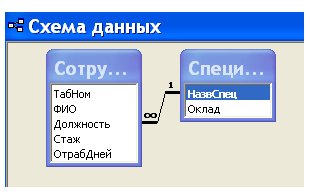 Схема данных
Сотру...
ТабНом
ФИО
Должность
Стаж
ОтрабДней
∞
1
Специ...
НазвСпец
Оклад